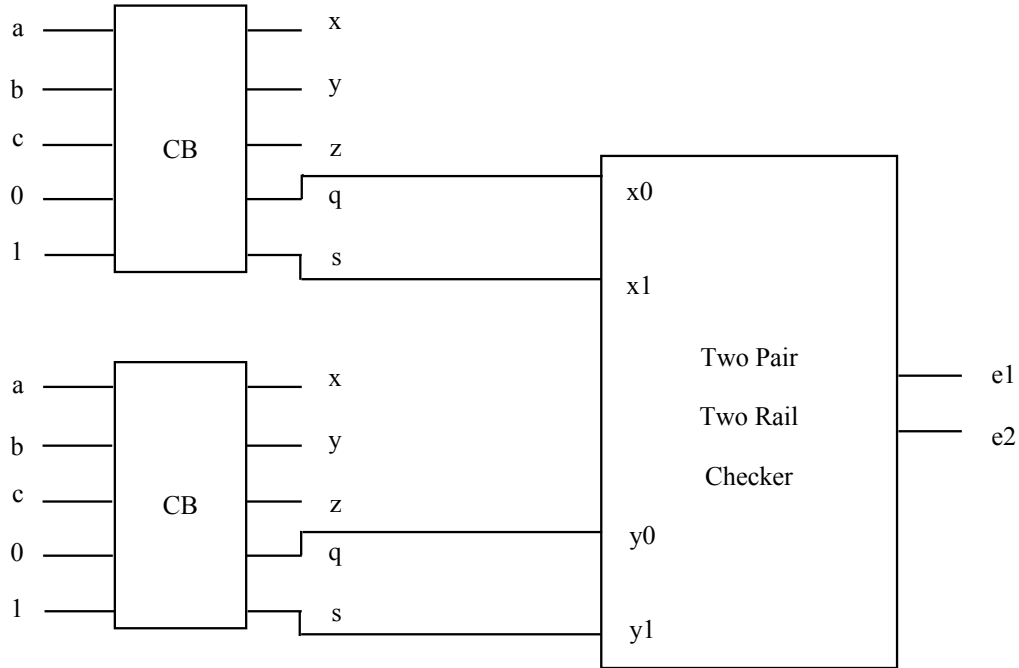 a x
b y
c z
CB
0 q
1 s
x0
x1
Two Pair
Two Rail
Checker
e1
e2
a x
b y
c z
CB
0 q
1 s
y0
y1